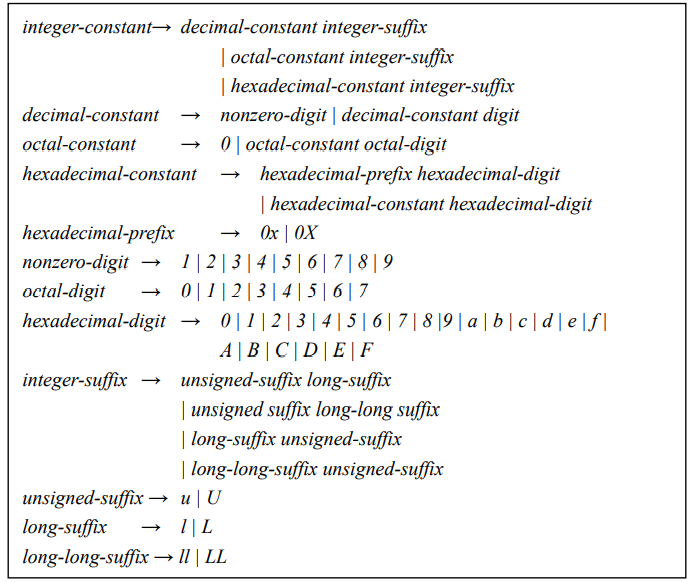 integer-constant→ decimal-constant integer-suffix
| octal-constant integer-suffix
| hexadecimal-constant integer-suffix
decimal-constant → nonzero-digit | decimal-constant digit
octal-constant → 0 | octal-constant octal-digit
hexadecimal-constant → hexadecimal-prefix hexadecimal-digit
| hexadecimal-constant hexadecimal-digit
hexadecimal-prefix → 0x | 0X
nonzero-digit → 1 | 2 | 3 | 4 | 5 | 6 | 7 | 8 | 9
octal-digit → 0 | 1 | 2 | 3 | 4 | 5 | 6 | 7
hexadecimal-digit → 0 | 1 | 2 | 3 | 4 | 5 | 6 | 7 | 8 |9 | a | b | c | d | e | f |
A | B | C | D | E | F
integer-suffix → unsigned-suffix long-suffix
| unsigned suffix long-long suffix
| long-suffix unsigned-suffix
| long-long-suffix unsigned-suffix
unsigned-suffix → u | U
long-suffix → l | L
long-long-suffix → ll | LL